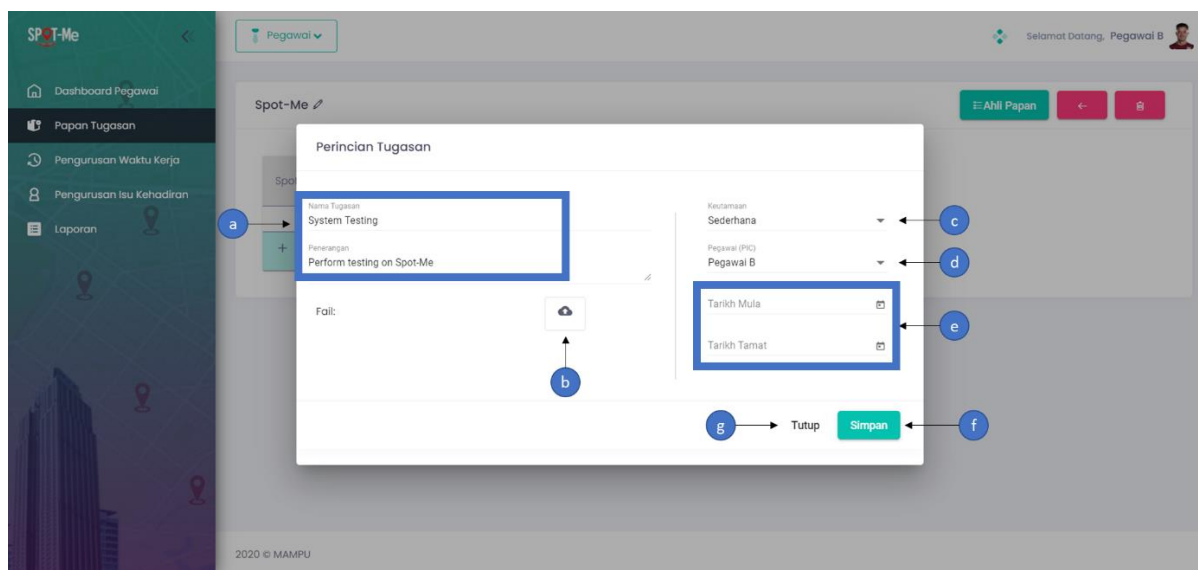 SPOT-Me
Pegawai
Selamat Datang, Pegawai B
Dashboard Pegawai
Papan Tugasan
Pengurusan Waktu Kerja
Pengurusan Isu Kehadiran
Laporan
Spot-Me
Ahli Papan
Perincian Tugasan
Spot
+
a
Nama Tugasan
System Testing
Penerangan
Perform testing on Spot-Me
Fail:
b
Keutamaan
Sederhana
c
Pegawai (PIC)
Pegawai B
d
Tarikh Mula
Tarikh Tamat
e
g
Tutup
Simpan
f
2020 © MAMPU